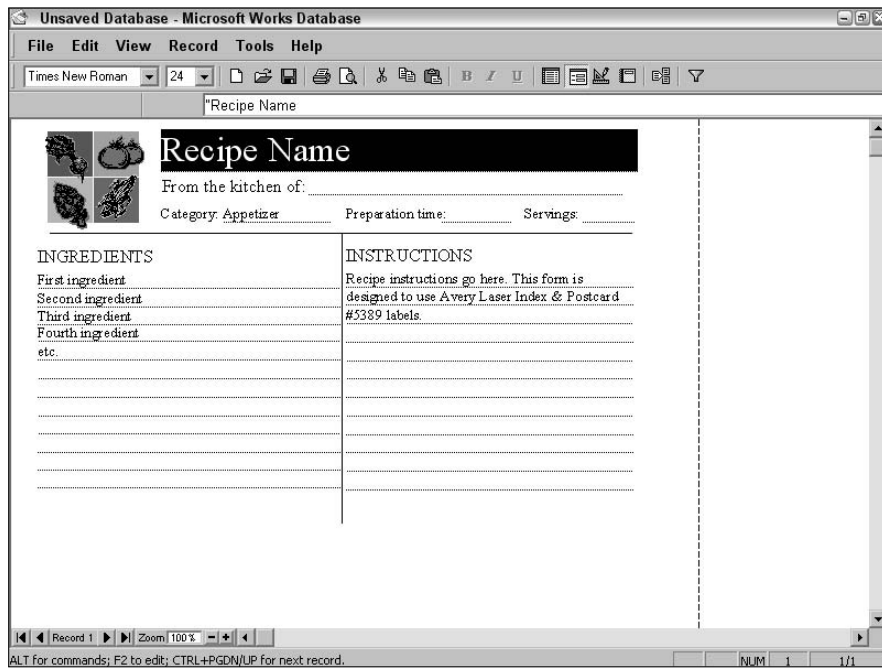 Unsaved Database - Microsoft Works Database
File Edit View Record Tools Help
Times New Roman 24 B I U
"Recipe Name
Recipe Name
From the kitchen of:
Category: Appetizer Preparation time: Servings:
INGREDIENTS
First ingredient
Second ingredient
Third ingredient
Fourth ingredient
etc.
INSTRUCTIONS
Recipe instructions go here. This form is
designed to use Avery Laser Index & Postcard
#5389 labels.
Record 1 Zoom 100%
ALT for commands; F2 to edit; CTRL+PGDN/UP for next record. NUM 1 1/1